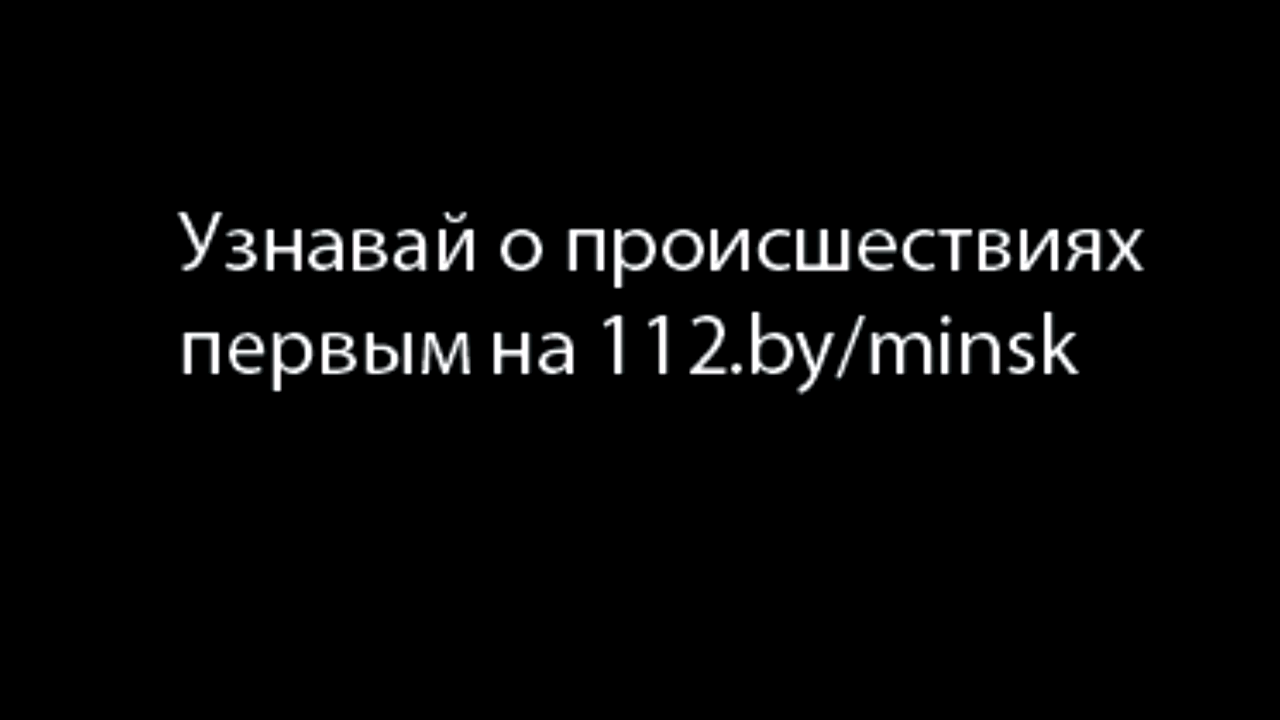 Узнавай о происшествиях
первым на 112.by/minsk